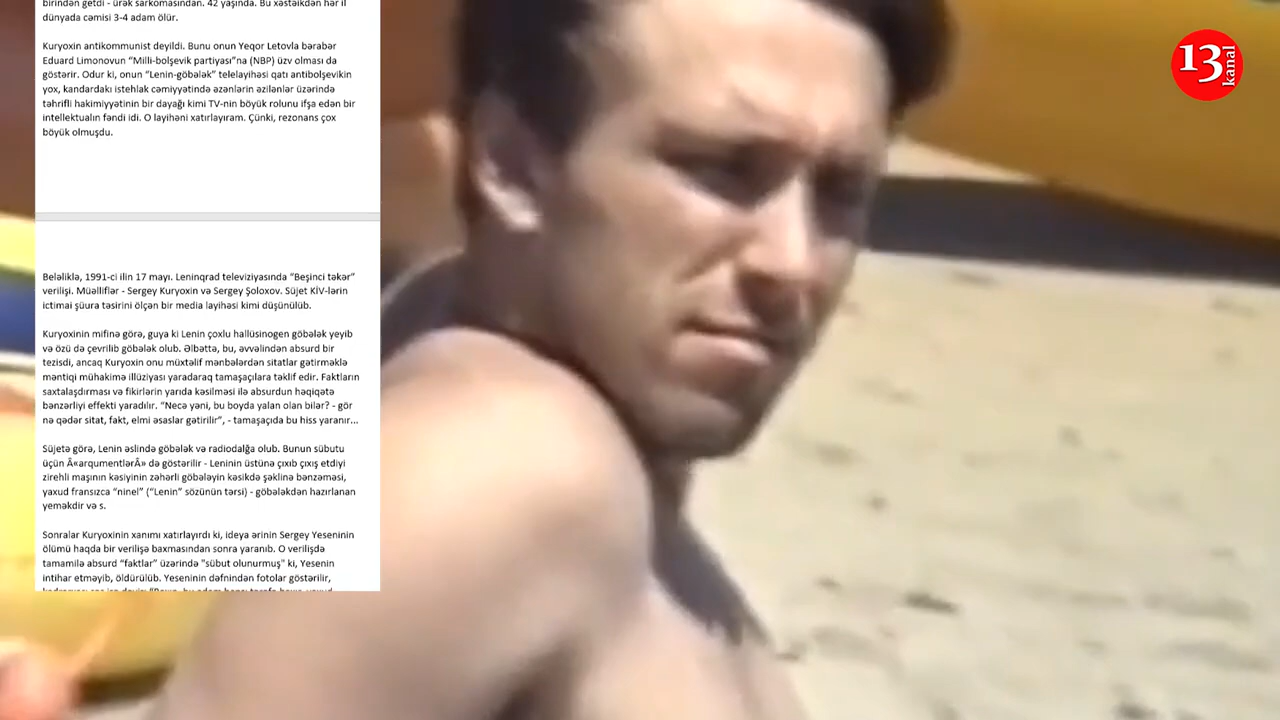 birindən getdi - ürək sarkomasından. 42 yaşında. Bu xəstəlikdən hər il
dünyada cəmisi 3-4 adam ölür.
Kuryoxin antikommunist deyildi. Bunu onun Yeqor Letovla bərabər
Eduard Limonovun “Milli-bolşevik partiyası”na (NBP) üzv olması da
göstərir. Odur ki, onun “Lenin-göbələk” telelayihəsi qatı antibolşevikin
yox, kandardakı istehlak cəmiyyətində əzənlərin əzilənlər üzərində
təhrifli hakimiyyətinin bir dayağı kimi TV-nin böyük rolunu ifşa edən bir
intellektualın fəndi idi. O layihəni xatırlayıram. Çünki, rezonans çox
böyük olmuşdu.
Beləliklə, 1991-ci ilin 17 mayı. Leninqrad televiziyasında “Beşinci təkər”
verilişi. Müəlliflər - Sergey Kuryoxin və Sergey Şoloxov. Süjet KİV-lərin
ictimai şüura təsirini ölçən bir media layihəsi kimi düşünülüb.
Kuryoxinin mifinə görə, guya ki Lenin çoxlu hallüsinogen göbələk yeyib
və özü də çevrilib göbələk olub. Əlbəttə, bu, əvvəlindən absurd bir
tezisdi, ancaq Kuryoxin onu müxtəlif mənbələrdən sitatlar gətirməklə
məntiqi mühakimə illüziyası yaradaraq tamaşaçılara təklif edir. Faktların
saxtalaşdırması və fikirlərin yarıda kəsilməsi ilə absurdun həqiqətə
bənzərliyi effekti yaradılır. “Necə yəni, bu boyda yalan olan bilər? - gör
nə qədər sitat, fakt, elmi əsaslar gətirilir”, - tamaşaçıda bu hiss yaranır...
Süjetə görə, Lenin əslində göbələk və radiodalğa olub. Bunun sübutu
üçün Â«arqumentlərÂ» də göstərilir - Leninin üstünə çıxıb çıxış etdiyi
zirehli maşının kəsiyinin zəhərli göbələyin kəsikdə şəklinə bənzəməsi,
yaxud fransızca “ninel” (“Lenin” sözünün tərsi) - göbələkdən hazırlanan
yeməkdir və s.
Sonralar Kuryoxinin xanımı xatırlayırdı ki, ideya ərinin Sergey Yeseninin
ölümü haqda bir verilişə baxmasından sonra yaranıb. O verilişdə
tamamilə absurd “faktlar” üzərində "sübut olunurmuş" ki, Yesenin
intihar etməyib, öldürülüb. Yeseninin dəfnindən fotolar göstərilir,
13
kanal